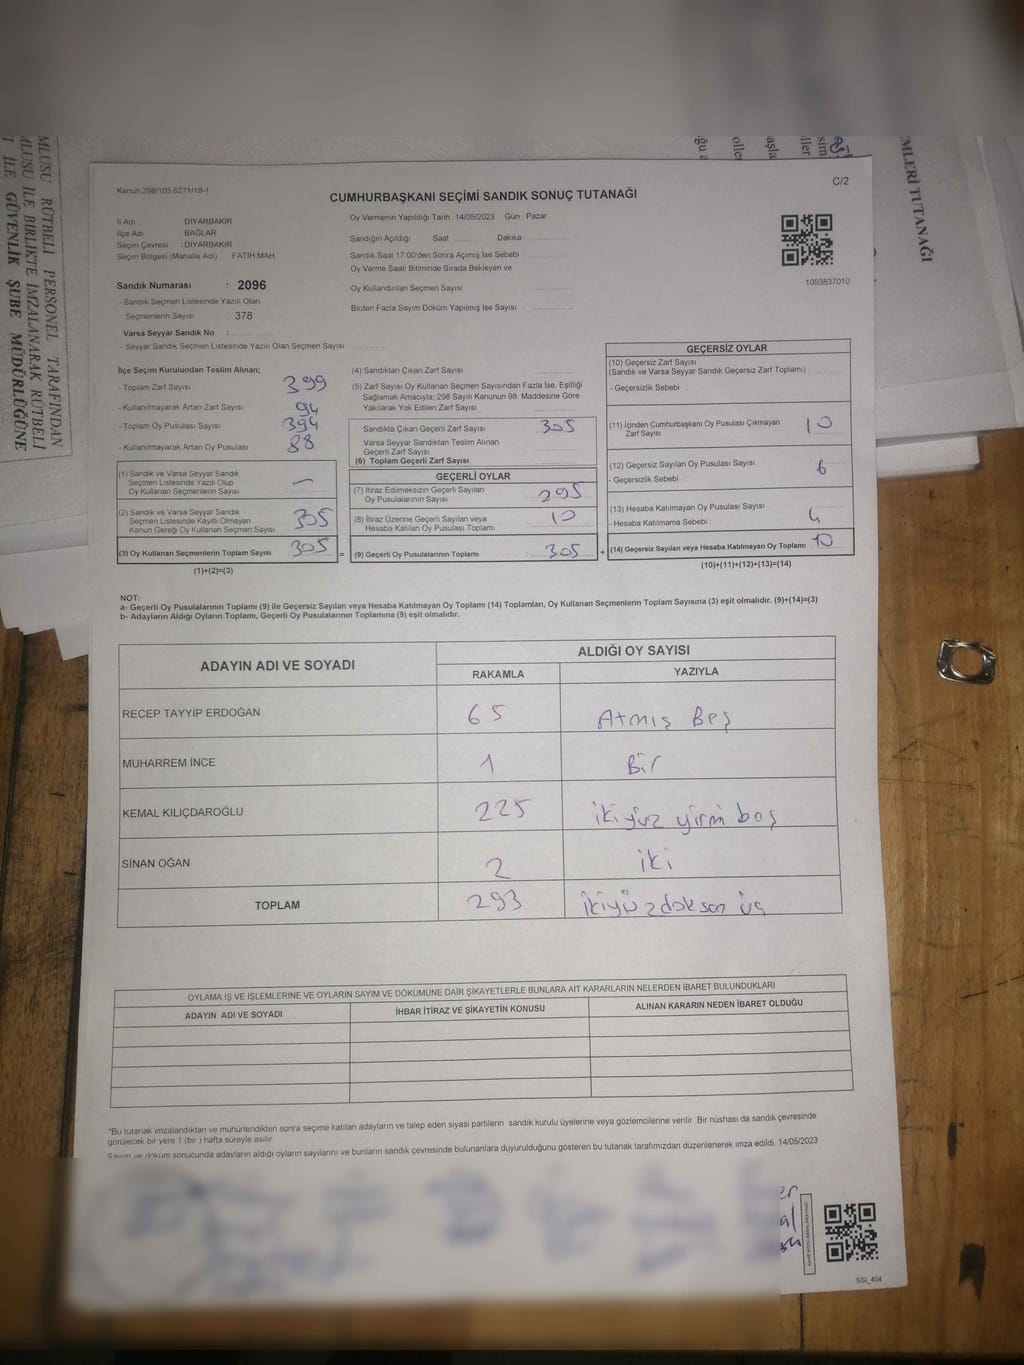 MLUSU RÜTBELİ PERSONEL TARAFINDAN
MLUSU İLE BİRLİKTE İMZALANARAK RÜTBELİ
İLE GÜVENLİK ŞUBE MÜDÜRLÜĞÜNE
MLERİ TUTANAĞI
Kanun 298/105 6271/18-1
C/2
CUMHURBAŞKANI SEÇİMİ SANDIK SONUÇ TUTANAĞI
İl Adı DİYARBAKIR
İlçe Adı BAĞLAR
Seçim Çevresi : DİYARBAKIR
Seçim Bölgesi (Mahalle Adı) FATİH MAH.
Sandık Numarası : 2096
- Sandık Seçmen Listesinde Yazılı Olan
Seçmenlerin Sayısı : 378
Varsa Seyyar Sandık No :
- Seyyar Sandık Seçmen Listesinde Yazılı Olan Seçmen Sayısı
Oy Vermenin Yapıldığı Tarih :14/05/2023 Gün : Pazar
Sandığın Açıldığı Saat Dakika
Sandık Saat 17:00'den Sonra Açımış İse Sebebi
Oy Verme Saati Bitiminde Sırada Bekleyen ve
Oy Kullandırılan Seçmen Sayısı
Birden Fazla Sayım Döküm Yapılmış İse Sayısı
1093837010
İlçe Seçim Kurulundan Teslim Alınan;
- Toplam Zarf Sayısı 399
- Kullanılmayarak Artan Zarf Sayısı 94
- Toplam Oy Pusulası Sayısı 394
- Kullanılmayarak Artan Oy Pusulası 88
(1) Sandık ve Varsa Seyyar Sandık
Seçmen Listesinde Yazılı Olup
Oy Kullanan Seçmenlerin Sayısı
(2) Sandık ve Varsa Seyyar Sandık
Seçmen Listesinde Kayıtlı Olmayan
Kanun Gereği Oy Kullanan Seçmen Sayısı 305
(3) Oy Kullanan Seçmenlerin Toplam Sayısı 305
(1)+(2)=(3)
=
(4) Sandıktan Çıkan Zarf Sayısı
(5) Zarf Sayısı Oy Kullanan Seçmen Sayısından Fazla İse, Eşitliği
Sağlamak Amacıyla; 298 Sayılı Kanunun 98. Maddesine Göre
Yakılarak Yok Edilen Zarf Sayısı
Sandıkta Çıkan Geçerli Zarf Sayısı 305
Varsa Seyyar Sandıktan Teslim Alınan
Geçerli Zarf Sayısı
(6) Toplam Geçerli Zarf Sayısı
GEÇERLİ OYLAR
(7) İtiraz Edilmeksizin Geçerli Sayılan
Oy Pusulalarının Sayısı 295
(8) İtiraz Üzerine Geçerli Sayılan veya
Hesaba Katılan Oy Pusulası Toplamı 10
(9) Geçerli Oy Pusulalarının Toplamı 305
+
GEÇERSİZ OYLAR
(10) Geçersiz Zarf Sayısı
(Sandık ve Varsa Seyyar Sandık Geçersiz Zarf Toplamı)
- Geçersizlik Sebebi
(11) İçinden Cumhurbaşkanı Oy Pusulası Çıkmayan
Zarf Sayısı 10
(12) Geçersiz Sayılan Oy Pusulası Sayısı 6
- Geçersizlik Sebebi :
(13) Hesaba Katılmayan Oy Pusulası Sayısı 4
- Hesaba Katılmama Sebebi :
(14) Geçersiz Sayılan veya Hesaba Katılmayan Oy Toplamı 10
(10)+(11)+(12)+(13)=(14)
NOT:
a- Geçerli Oy Pusulalarının Toplamı (9) ile Geçersiz Sayılan veya Hesaba Katılmayan Oy Toplamı (14) Toplamları, Oy Kullanan Seçmenlerin Toplam Sayısına (3) eşit olmalıdır. (9)+(14)=(3)
b- Adayların Aldığı Oyların Toplamı, Geçerli Oy Pusulalarının Toplamına (9) eşit olmalıdır.
ADAYIN ADI VE SOYADI
ALDIĞI OY SAYISI
RAKAMLA YAZIYLA
RECEP TAYYİP ERDOĞAN 65 Atmış Beş
MUHARREM İNCE 1 Bir
KEMAL KILIÇDAROĞLU 225 ikiyüz yirmi beş
SİNAN OĞAN 2 iki
TOPLAM 293 ikiyüzdoksan üç
OYLAMA İŞ VE İŞLEMLERİNE VE OYLARIN SAYIM VE DÖKÜMÜNE DAİR ŞİKAYETLERLE BUNLARA AİT KARARLARIN NELERDEN İBARET BULUNDUKLARI
ADAYIN ADI VE SOYADI İHBAR İTİRAZ VE ŞİKAYETİN KONUSU ALINAN KARARIN NEDEN İBARET OLDUĞU
*Bu tutanak imzalandıktan ve mühürlendikten sonra seçime katılan adayların ve talep eden siyasi partilerin sandık kurulu üyelerine veya gözlemcilerine verilir. Bir nüshası da sandık çevresinde
görülecek bir yere 1 (bir) hafta süreyle asılır.
Sayım ve döküm sonucunda adayların aldığı oyların sayılarını ve bunların sandık çevresinde bulunanlara duyurulduğunu gösteren bu tutanak tarafımızdan düzenlenerek imza edildi. 14/05/2023
SSI_404